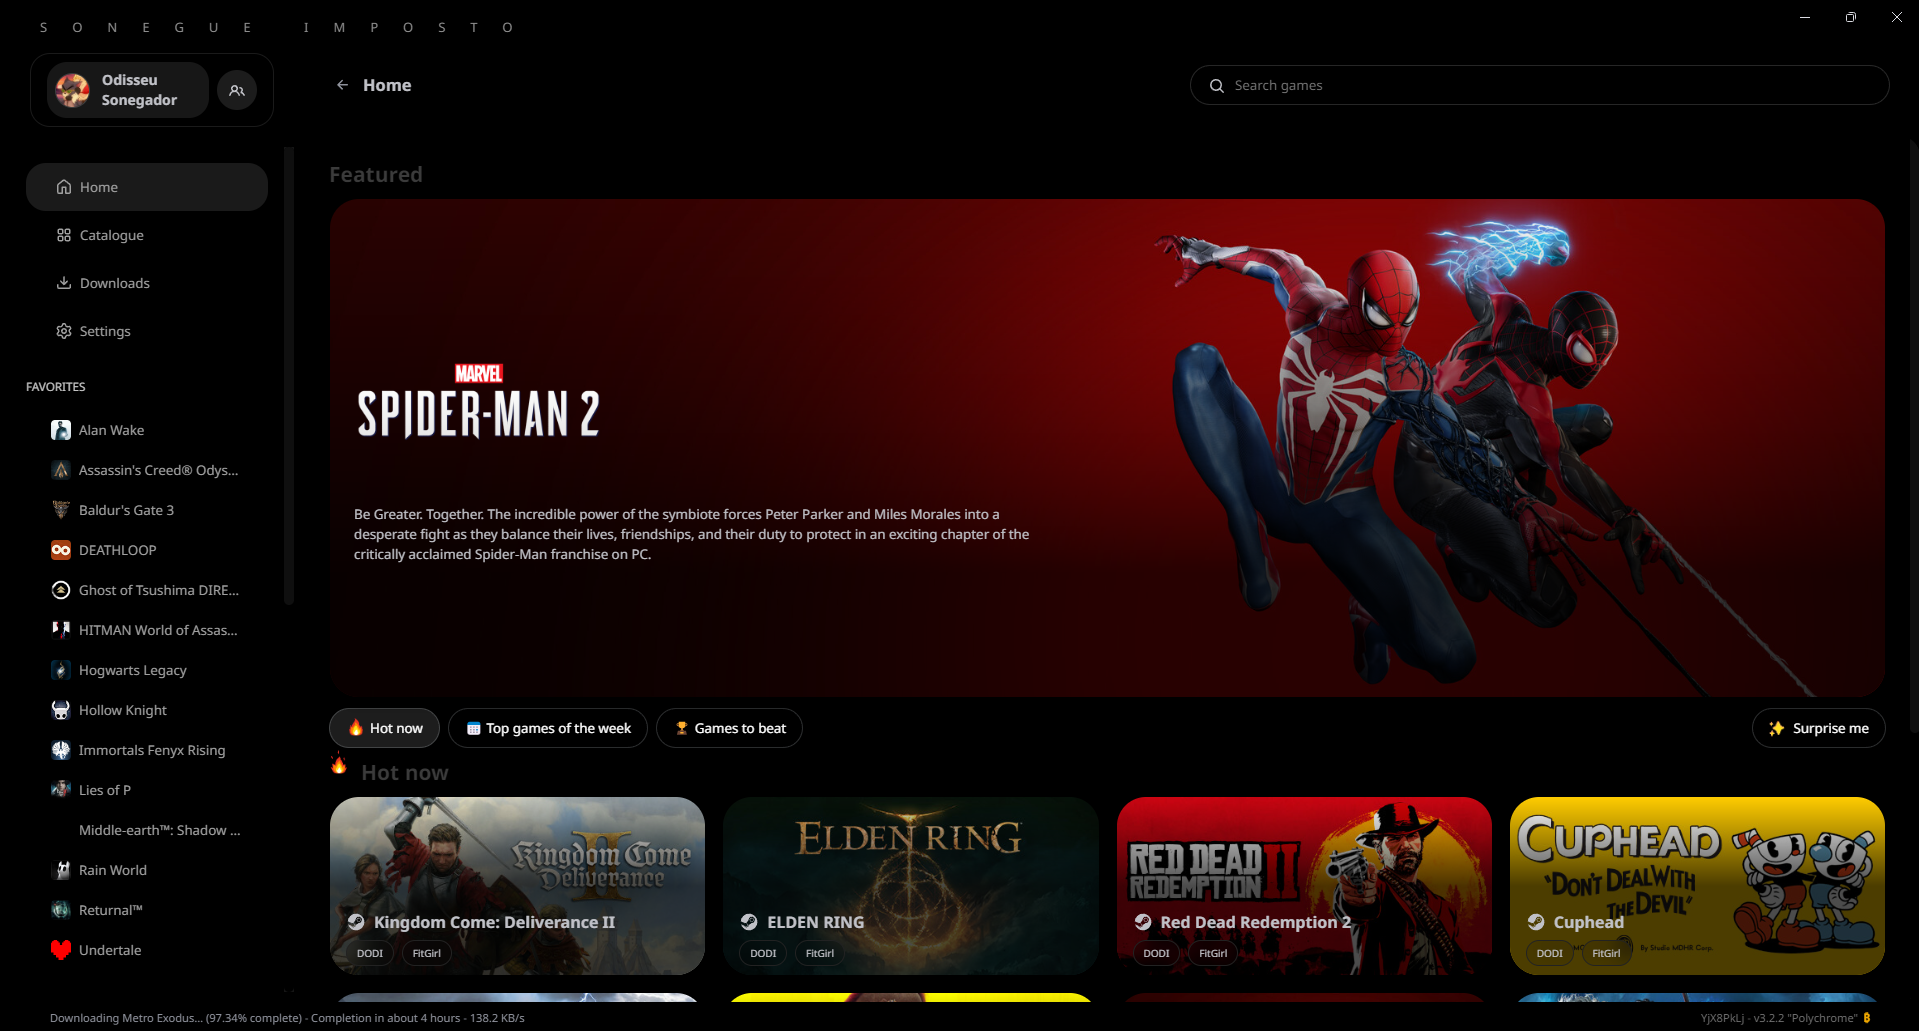 SONEGUE IMPOSTO
Odisseu
Sonegador
Home
Search games
Home
Catalogue
Downloads
Settings
FAVORITES
Alan Wake
Assassin's Creed® Odys...
Baldur's Gate 3
DEATHLOOP
Ghost of Tsushima DIRE...
HITMAN World of Assas...
Hogwarts Legacy
Hollow Knight
Immortals Fenyx Rising
Lies of P
Middle-earth™: Shadow ...
Rain World
Returnal™
Undertale
Featured
MARVEL
SPIDER-MAN 2
Be Greater. Together. The incredible power of the symbiote forces Peter Parker and Miles Morales into a
desperate fight as they balance their lives, friendships, and their duty to protect in an exciting chapter of the
critically acclaimed Spider-Man franchise on PC.
Hot now
Top games of the week
Games to beat
Surprise me
Hot now
Kingdom Come
II
Deliverance
Kingdom Come: Deliverance II
DODI
FitGirl
ELDEN RING
ELDEN RING
DODI
FitGirl
RED DEAD
REDEMPTION II
Red Dead Redemption 2
DODI
FitGirl
CUPHEAD
"DON'T DEAL WITH
THE DEVIL"
Cuphead
By Studio MDHR Corp.
DODI
FitGirl
Downloading Metro Exodus... (97.34% complete) - Completion in about 4 hours - 138.2 KB/s
YjX8PkLj - v3.2.2 "Polychrome"